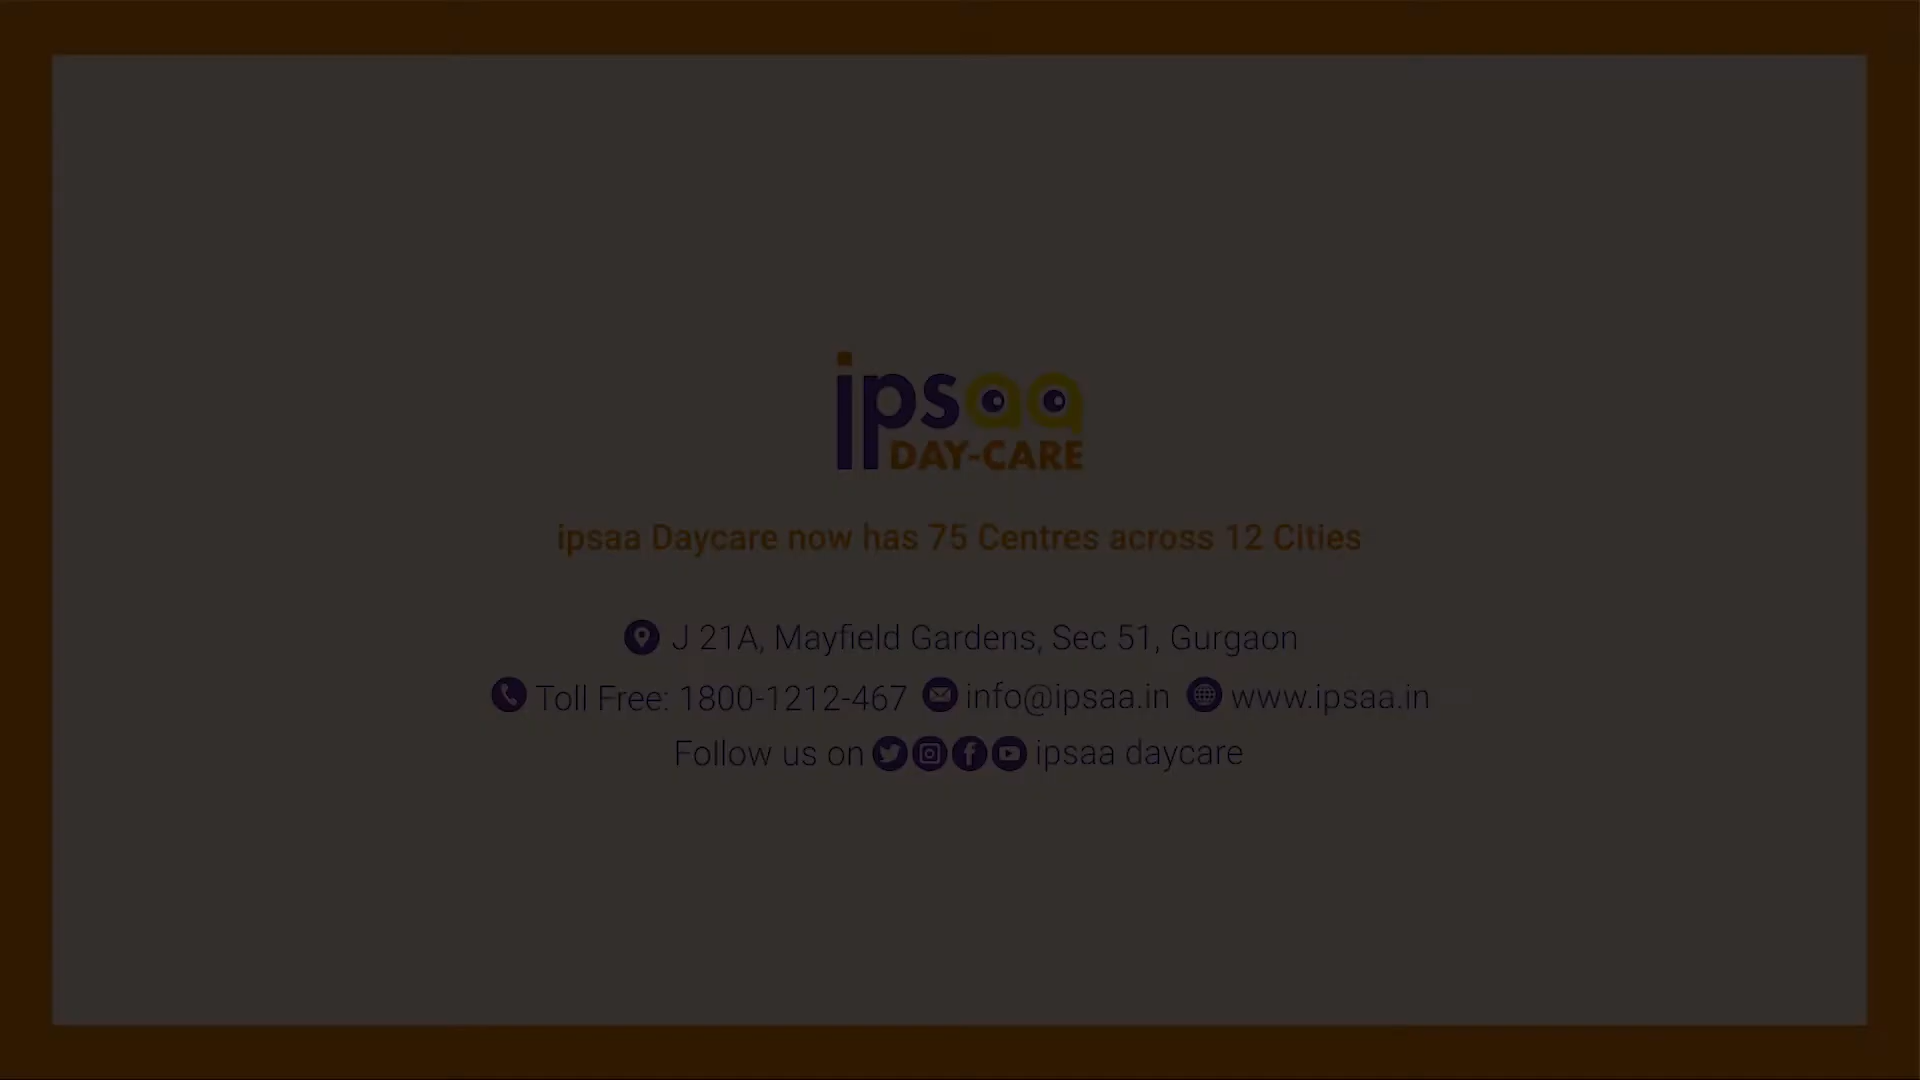 ipsaa
DAY-CARE
ipsaa Daycare now has 75 Centres across 12 Cities
J 21A, Mayfield Gardens, Sec 51, Gurgaon
Toll Free: 1800-1212-467 info@ipsaa.in www.ipsaa.in
Follow us on ipsaa daycare